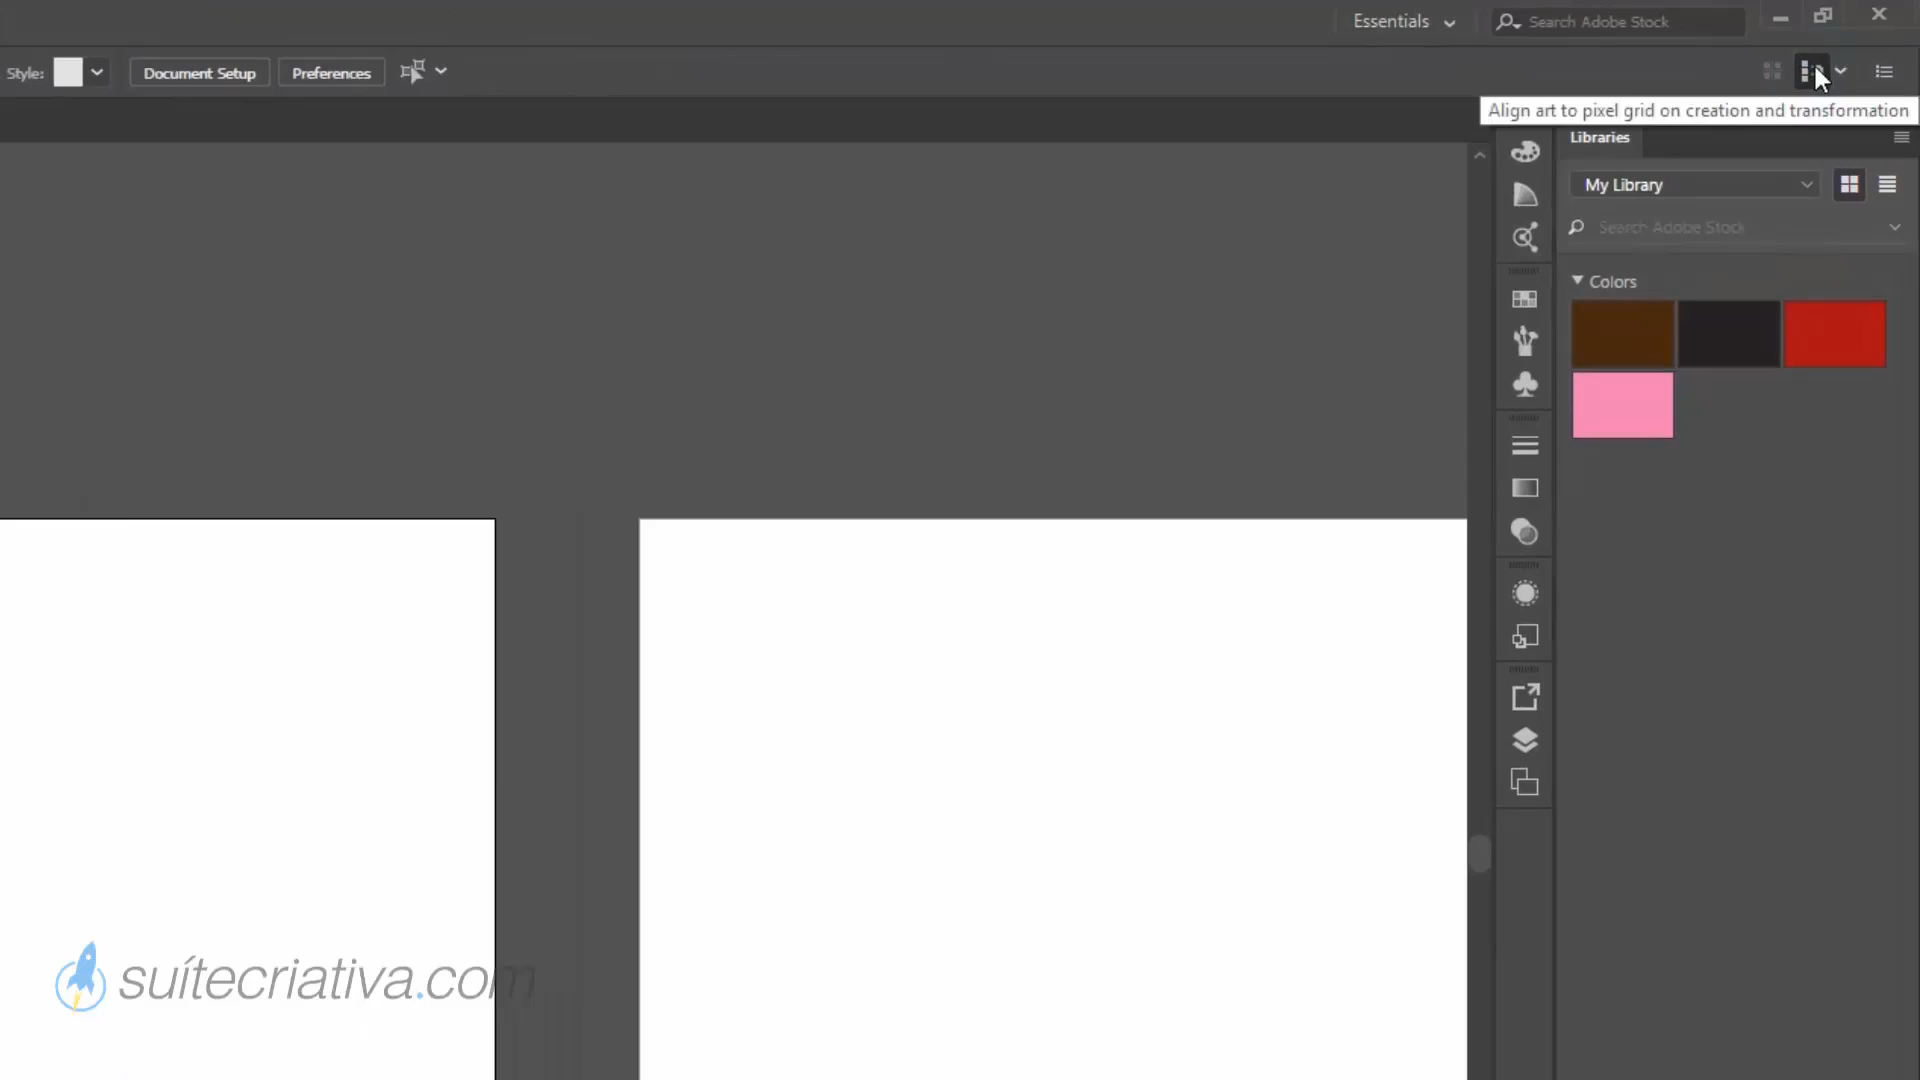 Essentials
Search Adobe Stock
Style:
Document Setup
Preferences
Align art to pixel grid on creation and transformation
Libraries
My Library
Search Adobe Stock
Colors
suítecriativa.com